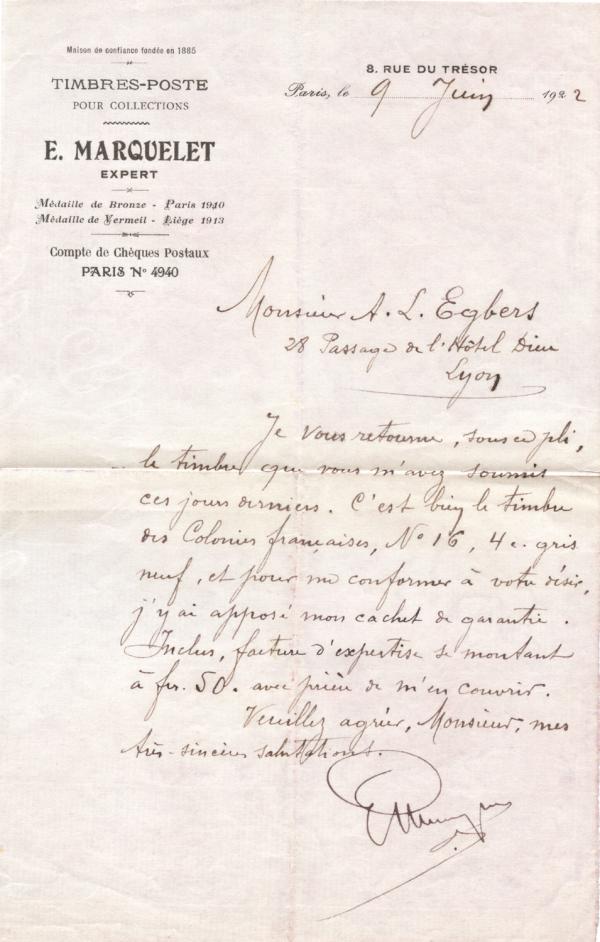 Maison de confiance fondée en 1885
TIMBRES-POSTE
POUR COLLECTIONS
E. MARQUELET
EXPERT
Médaille de Bronze - Paris 1910
Médaille de Vermeil - Liège 1913
Compte de Chèques Postaux
PARIS No 4940
8. RUE DU TRÉSOR
Paris, le 9 Juin 1922
Monsieur A. L. Egbers
28 Passage de l'Hôtel Dieu
Lyon
Je vous retourne, sous ce pli,
le timbre que vous m'avez soumis
ces jours derniers. C'est bien le timbre
des Colonies françaises, No 16, 4 c. gris
neuf, et pour me conformer à votre désir,
j'y ai apposé mon cachet de garantie.
Inclus, facture d'expertise se montant
à fr. 50. avec prière de m'en couvrir.
Veuillez agréer, Monsieur, mes
très-sincères salutations.